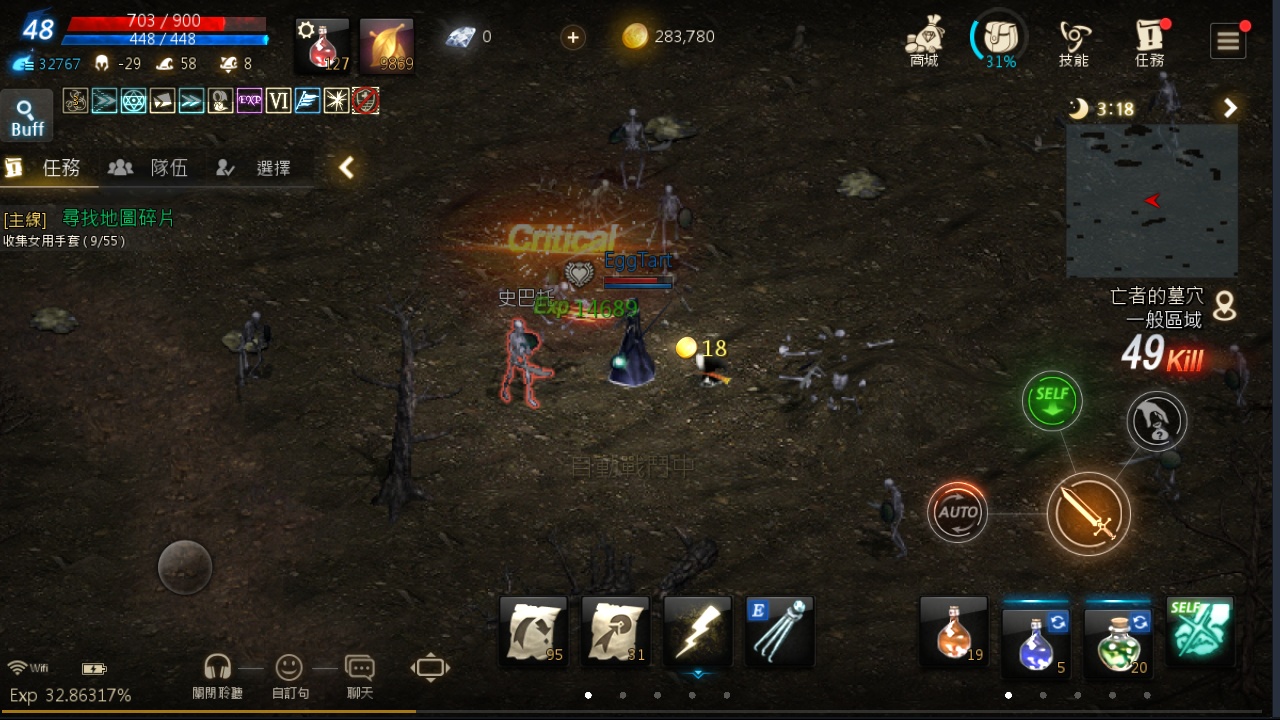 48
703 / 900
448 / 448
32767
-29
58
8
127
9869
0
283,780
商城
31%
技能
任務
Buff
EXP
VI
3:18
任務
隊伍
選擇
[主線] 尋找地圖碎片
收集女用手套 ( 9/55 )
Critical
EggTart
史巴托
Exp 14689
18
亡者的墓穴
一般區域
49 Kill
SELF
AUTO
自動戰鬥中
95
31
E
19
5
20
SELF
Wifi
Exp 32.86317%
關閉聆聽
自訂句
聊天